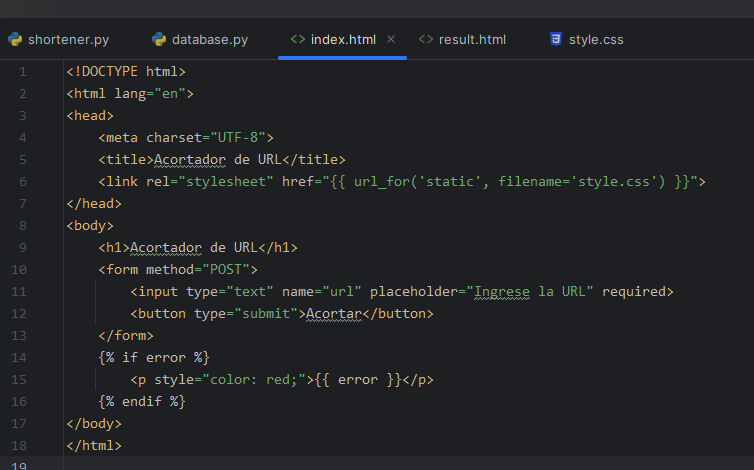 shortener.py database.py <> index.html × <> result.html style.css
1 <!DOCTYPE html>
2 <html lang="en">
3 <head>
4     <meta charset="UTF-8">
5     <title>Acortador de URL</title>
6     <link rel="stylesheet" href="{{ url_for('static', filename='style.css') }}">
7 </head>
8 <body>
9     <h1>Acortador de URL</h1>
10     <form method="POST">
11         <input type="text" name="url" placeholder="Ingrese la URL" required>
12         <button type="submit">Acortar</button>
13     </form>
14     {% if error %}
15         <p style="color: red;">{{ error }}</p>
16     {% endif %}
17 </body>
18 </html>
19